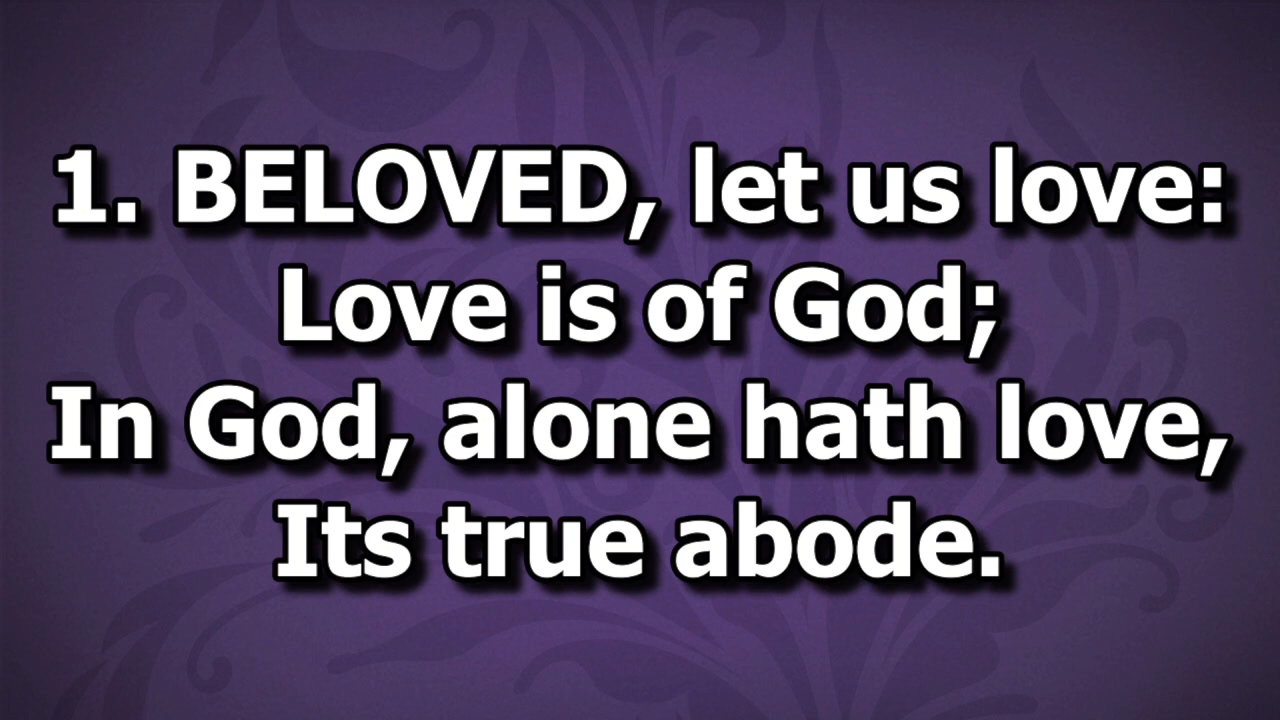 1. BELOVED, let us love:
Love is of God;
In God, alone hath love,
Its true abode.